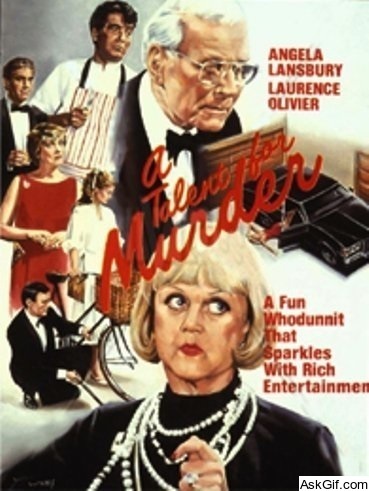 ANGELA
LANSBURY
LAURENCE
OLIVIER
A
Talent for
Murder
A Fun
Whodunnit
That
Sparkles
With Rich
Entertainmen
AskGif.com